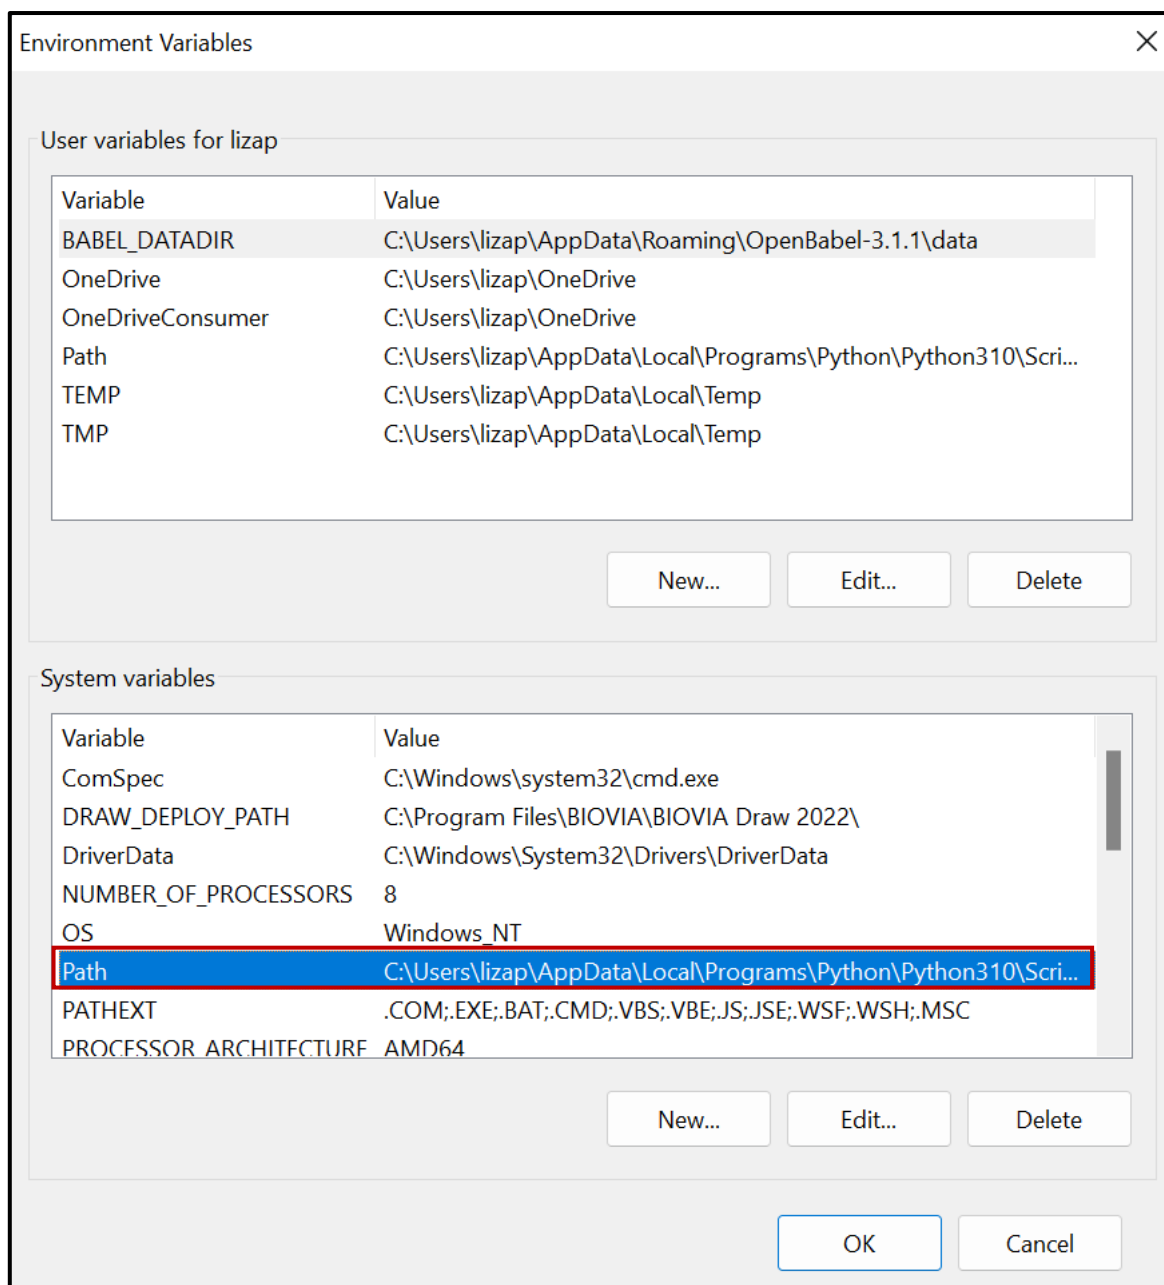 Environment Variables
User variables for lizap
Variable Value
BABEL_DATADIR C:\Users\lizap\AppData\Roaming\OpenBabel-3.1.1\data
OneDrive C:\Users\lizap\OneDrive
OneDriveConsumer C:\Users\lizap\OneDrive
Path C:\Users\lizap\AppData\Local\Programs\Python\Python310\Scri...
TEMP C:\Users\lizap\AppData\Local\Temp
TMP C:\Users\lizap\AppData\Local\Temp
New... Edit... Delete
System variables
Variable Value
ComSpec C:\Windows\system32\cmd.exe
DRAW_DEPLOY_PATH C:\Program Files\BIOVIA\BIOVIA Draw 2022\
DriverData C:\Windows\System32\Drivers\DriverData
NUMBER_OF_PROCESSORS 8
OS Windows_NT
Path C:\Users\lizap\AppData\Local\Programs\Python\Python310\Scri...
PATHEXT .COM;.EXE;.BAT;.CMD;.VBS;.VBE;.JS;.JSE;.WSF;.WSH;.MSC
PROCESSOR_ARCHITECTURE AMD64
New... Edit... Delete
OK Cancel